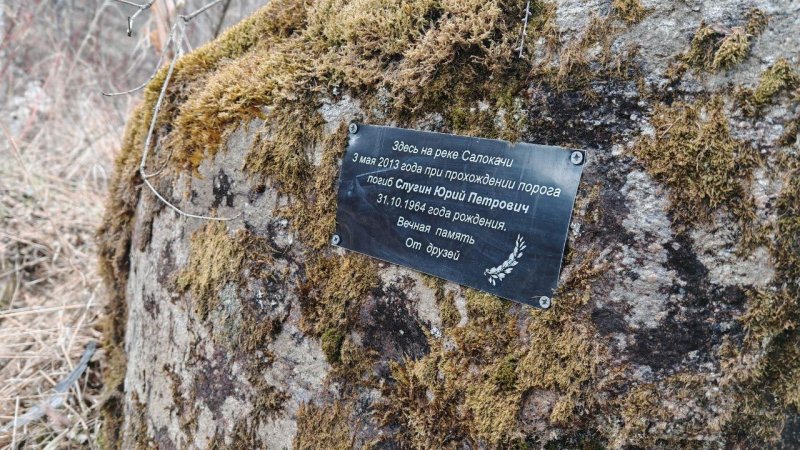 Здесь на реке Салокачи
3 мая 2013 года при прохождении порога
погиб Слугин Юрий Петрович
31.10.1964 года рождения.
Вечная память
От друзей